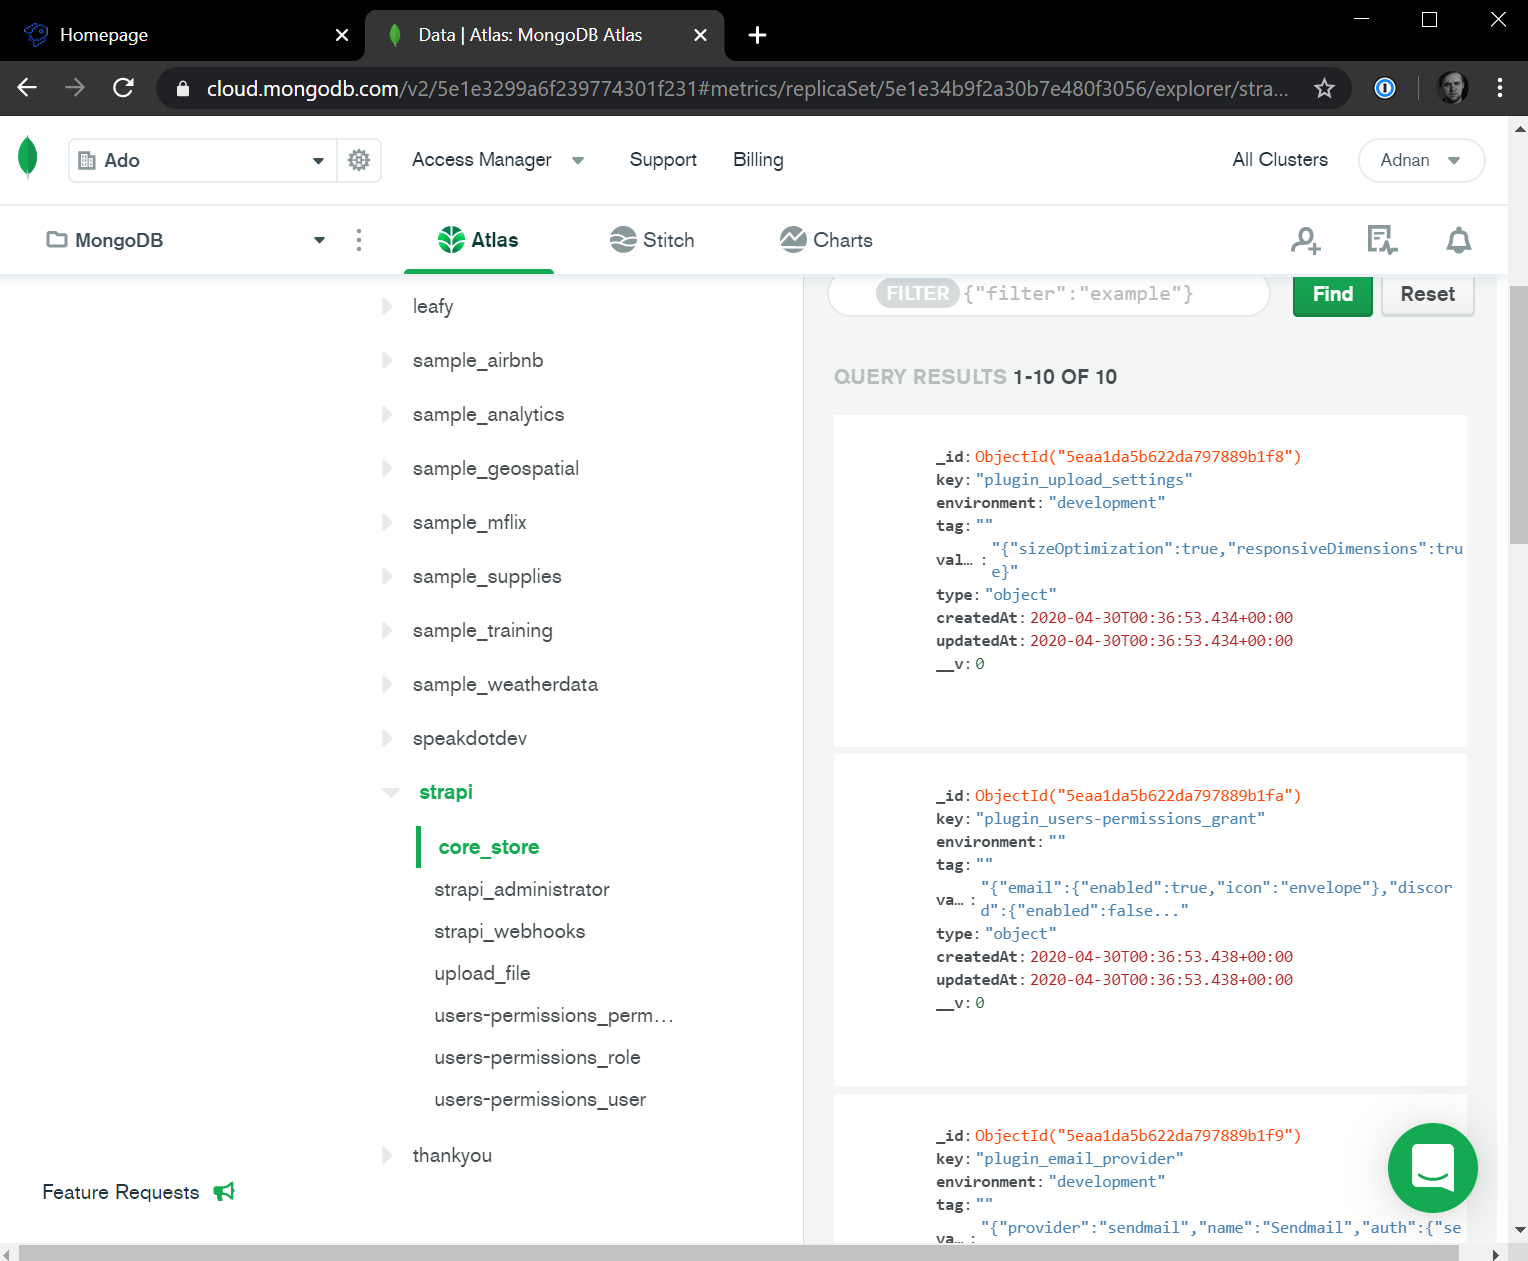 Homepage
Data | Atlas: MongoDB Atlas
cloud.mongodb.com/v2/5e1e3299a6f239774301f231#metrics/replicaSet/5e1e34b9f2a30b7e480f3056/explorer/stra...
Ado
Access Manager
Support
Billing
All Clusters
Adnan
MongoDB
Atlas
Stitch
Charts
leafy
sample_airbnb
sample_analytics
sample_geospatial
sample_mflix
sample_supplies
sample_training
sample_weatherdata
speakdotdev
strapi
core_store
strapi_administrator
strapi_webhooks
upload_file
users-permissions_perm...
users-permissions_role
users-permissions_user
thankyou
Feature Requests
FILTER {"filter":"example"}
Find
Reset
QUERY RESULTS 1-10 OF 10
_id: ObjectId("5eaa1da5b622da797889b1f8")
key: "plugin_upload_settings"
environment: "development"
tag: ""
val... : "{"sizeOptimization":true,"responsiveDimensions":tru
e}"
type: "object"
createdAt: 2020-04-30T00:36:53.434+00:00
updatedAt: 2020-04-30T00:36:53.434+00:00
__v: 0
_id: ObjectId("5eaa1da5b622da797889b1fa")
key: "plugin_users-permissions_grant"
environment: ""
tag: ""
va... : "{"email":{"enabled":true,"icon":"envelope"},"discor
d":{"enabled":false..."
type: "object"
createdAt: 2020-04-30T00:36:53.438+00:00
updatedAt: 2020-04-30T00:36:53.438+00:00
__v: 0
_id: ObjectId("5eaa1da5b622da797889b1f9")
key: "plugin_email_provider"
environment: "development"
tag: ""
va... : "{"provider":"sendmail","name":"Sendmail","auth":{"se